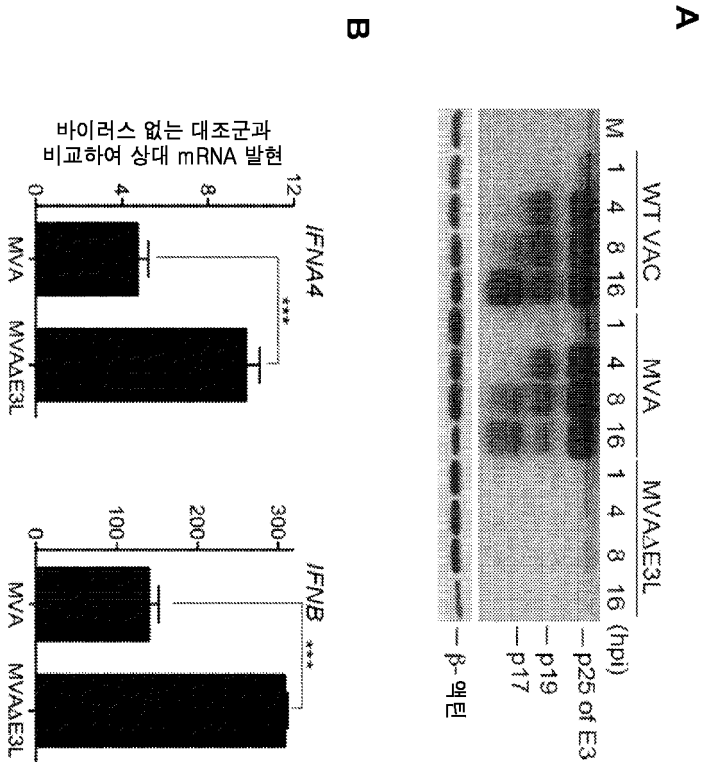 A
WT VAC MVA MVAΔE3L
M 1 4 8 16 1 4 8 16 1 4 8 16 (hpi)
p25 of E3
p19
p17
β-액틴
B
바이러스 없는 대조군과
비교하여 상대 mRNA 발현
IFNA4
12
8
4
0
***
MVA MVAΔE3L
IFNB
300
200
100
0
***
MVA MVAΔE3L